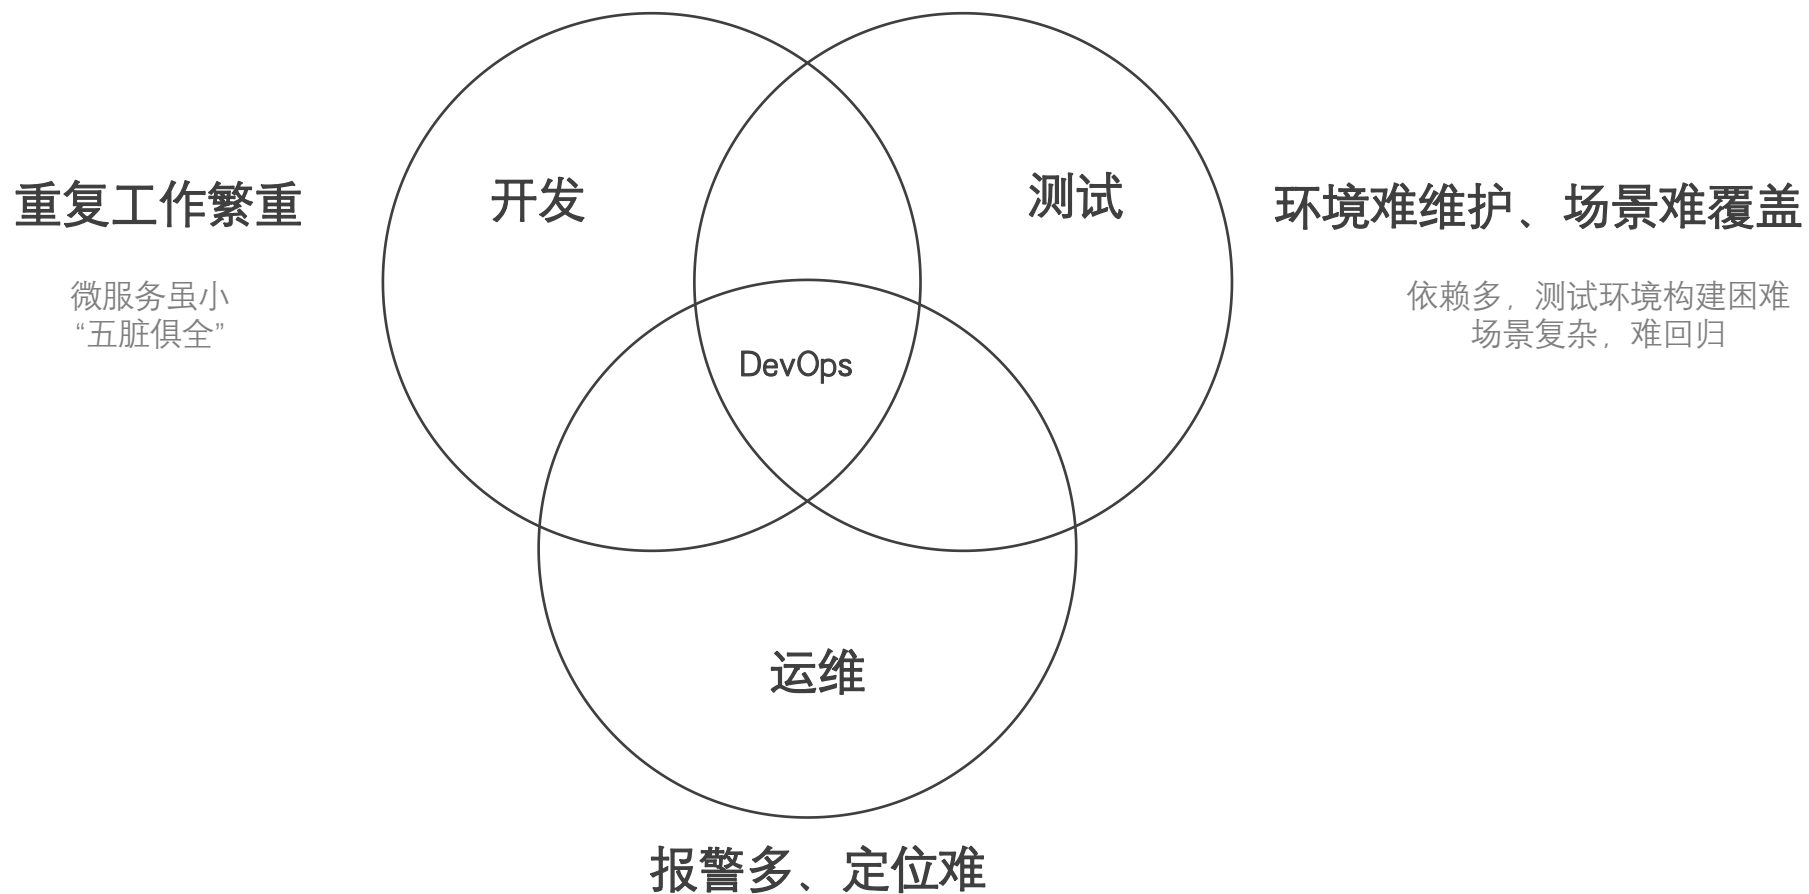 重复工作繁重
微服务虽小
“五脏俱全”
开发
测试
环境难维护、场景难覆盖
依赖多，测试环境构建困难
场景复杂，难回归
DevOps
运维
报警多、定位难